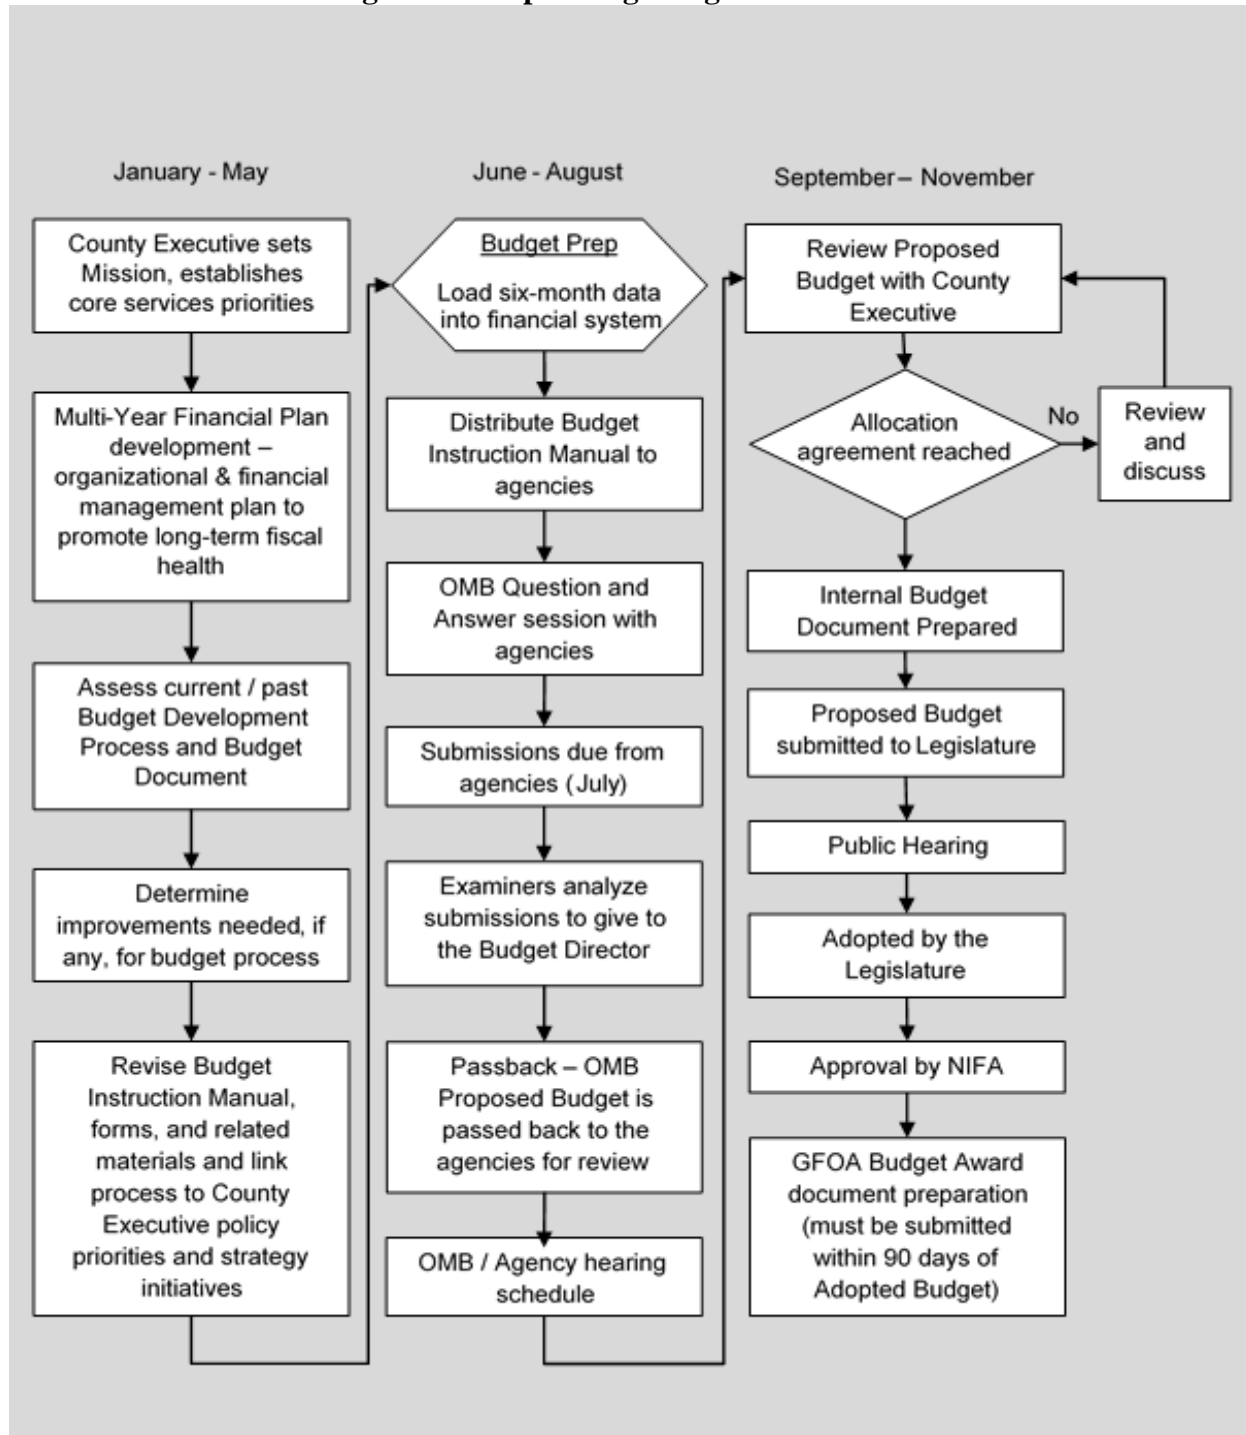 January - May
County Executive sets
Mission, establishes
core services priorities
Multi-Year Financial Plan
development –
organizational & financial
management plan to
promote long-term fiscal
health
Assess current / past
Budget Development
Process and Budget
Document
Determine
improvements needed, if
any, for budget process
Revise Budget
Instruction Manual,
forms, and related
materials and link
process to County
Executive policy
priorities and strategy
initiatives
June - August
Budget Prep
Load six-month data
into financial system
Distribute Budget
Instruction Manual to
agencies
OMB Question and
Answer session with
agencies
Submissions due from
agencies (July)
Examiners analyze
submissions to give to
the Budget Director
Passback – OMB
Proposed Budget is
passed back to the
agencies for review
OMB / Agency hearing
schedule
September – November
Review Proposed
Budget with County
Executive
Allocation
agreement reached
No
Review
and
discuss
Internal Budget
Document Prepared
Proposed Budget
submitted to Legislature
Public Hearing
Adopted by the
Legislature
Approval by NIFA
GFOA Budget Award
document preparation
(must be submitted
within 90 days of
Adopted Budget)